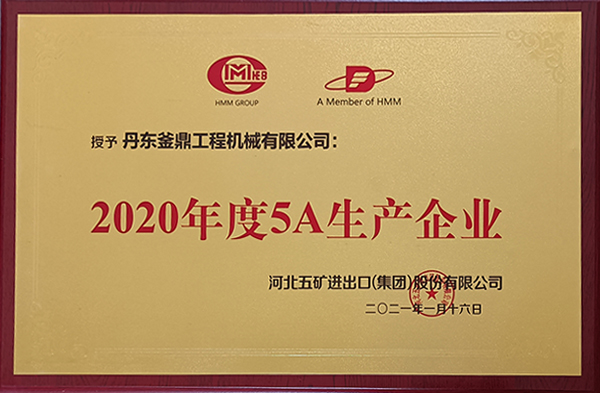 HMM GROUP
A Member of HMM
授予 丹东釜鼎工程机械有限公司：
2020年度5A生产企业
河北五矿进出口(集团)股份有限公司
二〇二一年一月十六日